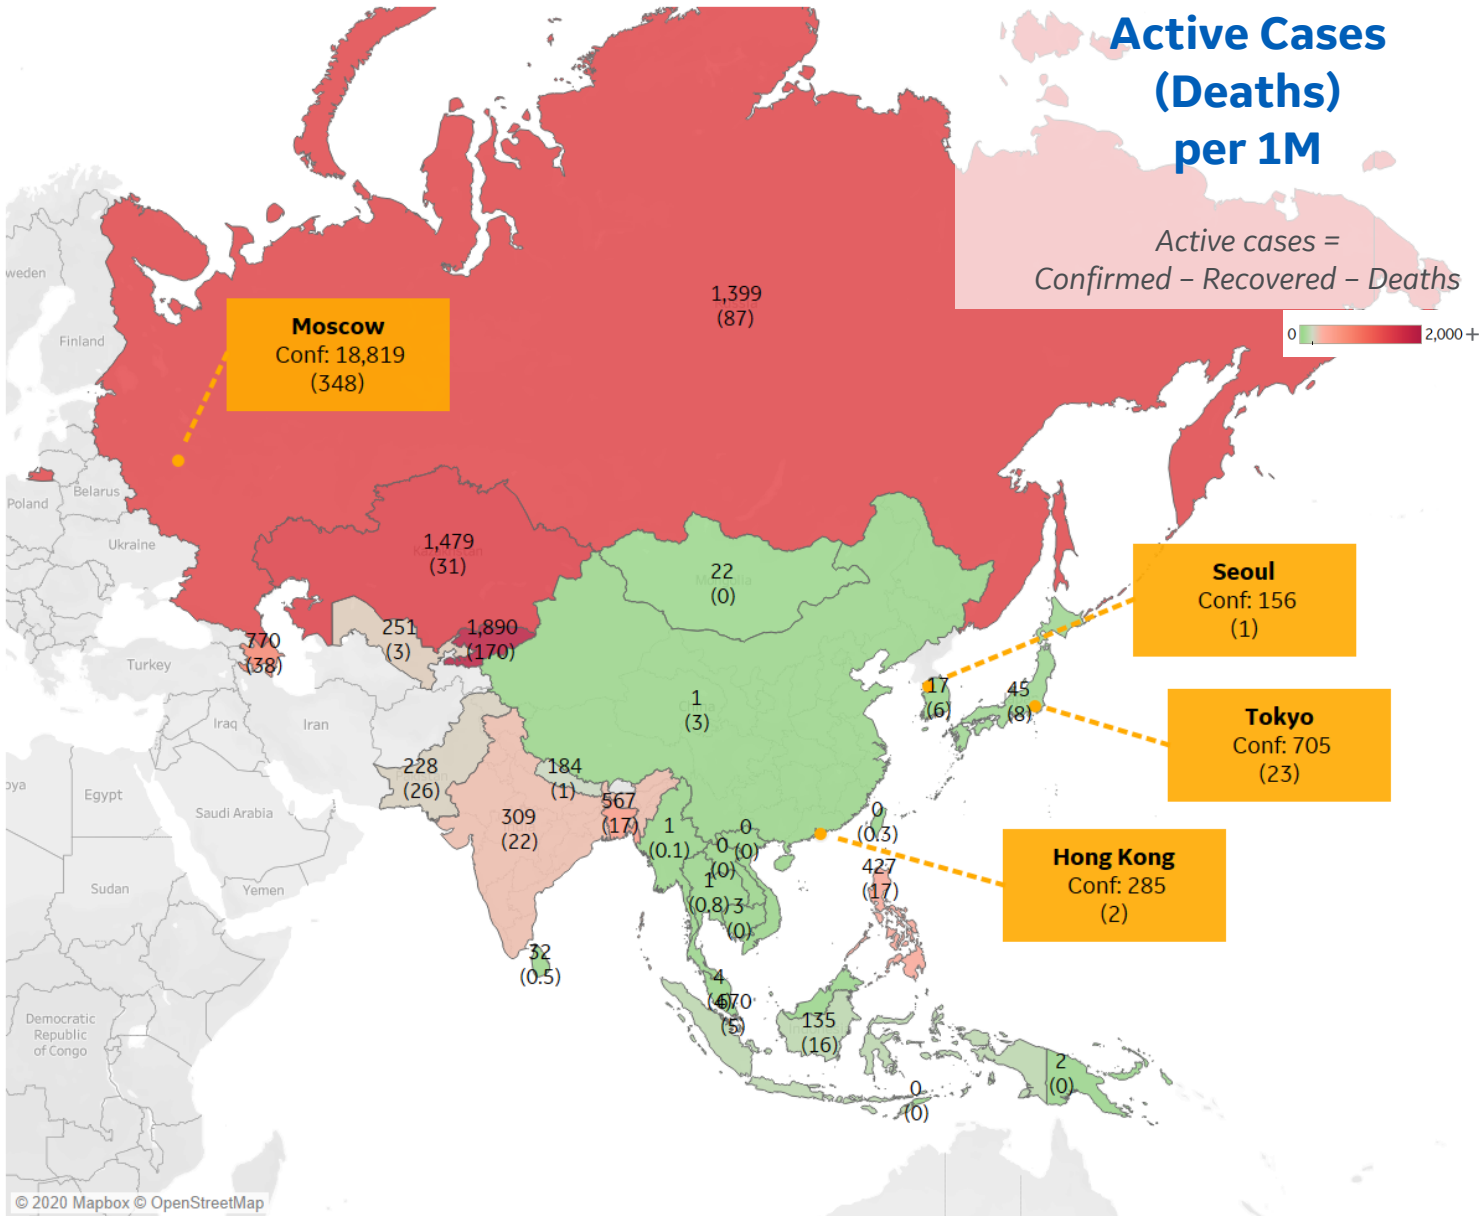 Active Cases
(Deaths)
per 1M
Active cases =
Confirmed – Recovered – Deaths
0
2,000 +
1,399
(87)
Moscow
Conf: 18,819
(348)
weden
Finland
Poland
Belarus
Ukraine
1,479
(31)
22
(0)
Seoul
Conf: 156
(1)
770
(38)
251
(3)
1,890
(170)
Turkey
Iraq
Iran
1
(3)
17
(6)
45
(8)
Tokyo
Conf: 705
(23)
oya
Egypt
Saudi Arabia
228
(26)
184
(1)
309
(22)
567
(17)
1
(0.1)
0
(0)
0
(0)
1
(0.8)
3
(0)
0
(0.3)
427
(17)
Hong Kong
Conf: 285
(2)
Sudan
Yemen
32
(0.5)
4
470
(5)
135
(16)
0
(0)
2
(0)
Democratic
Republic
of Congo
© 2020 Mapbox © OpenStreetMap